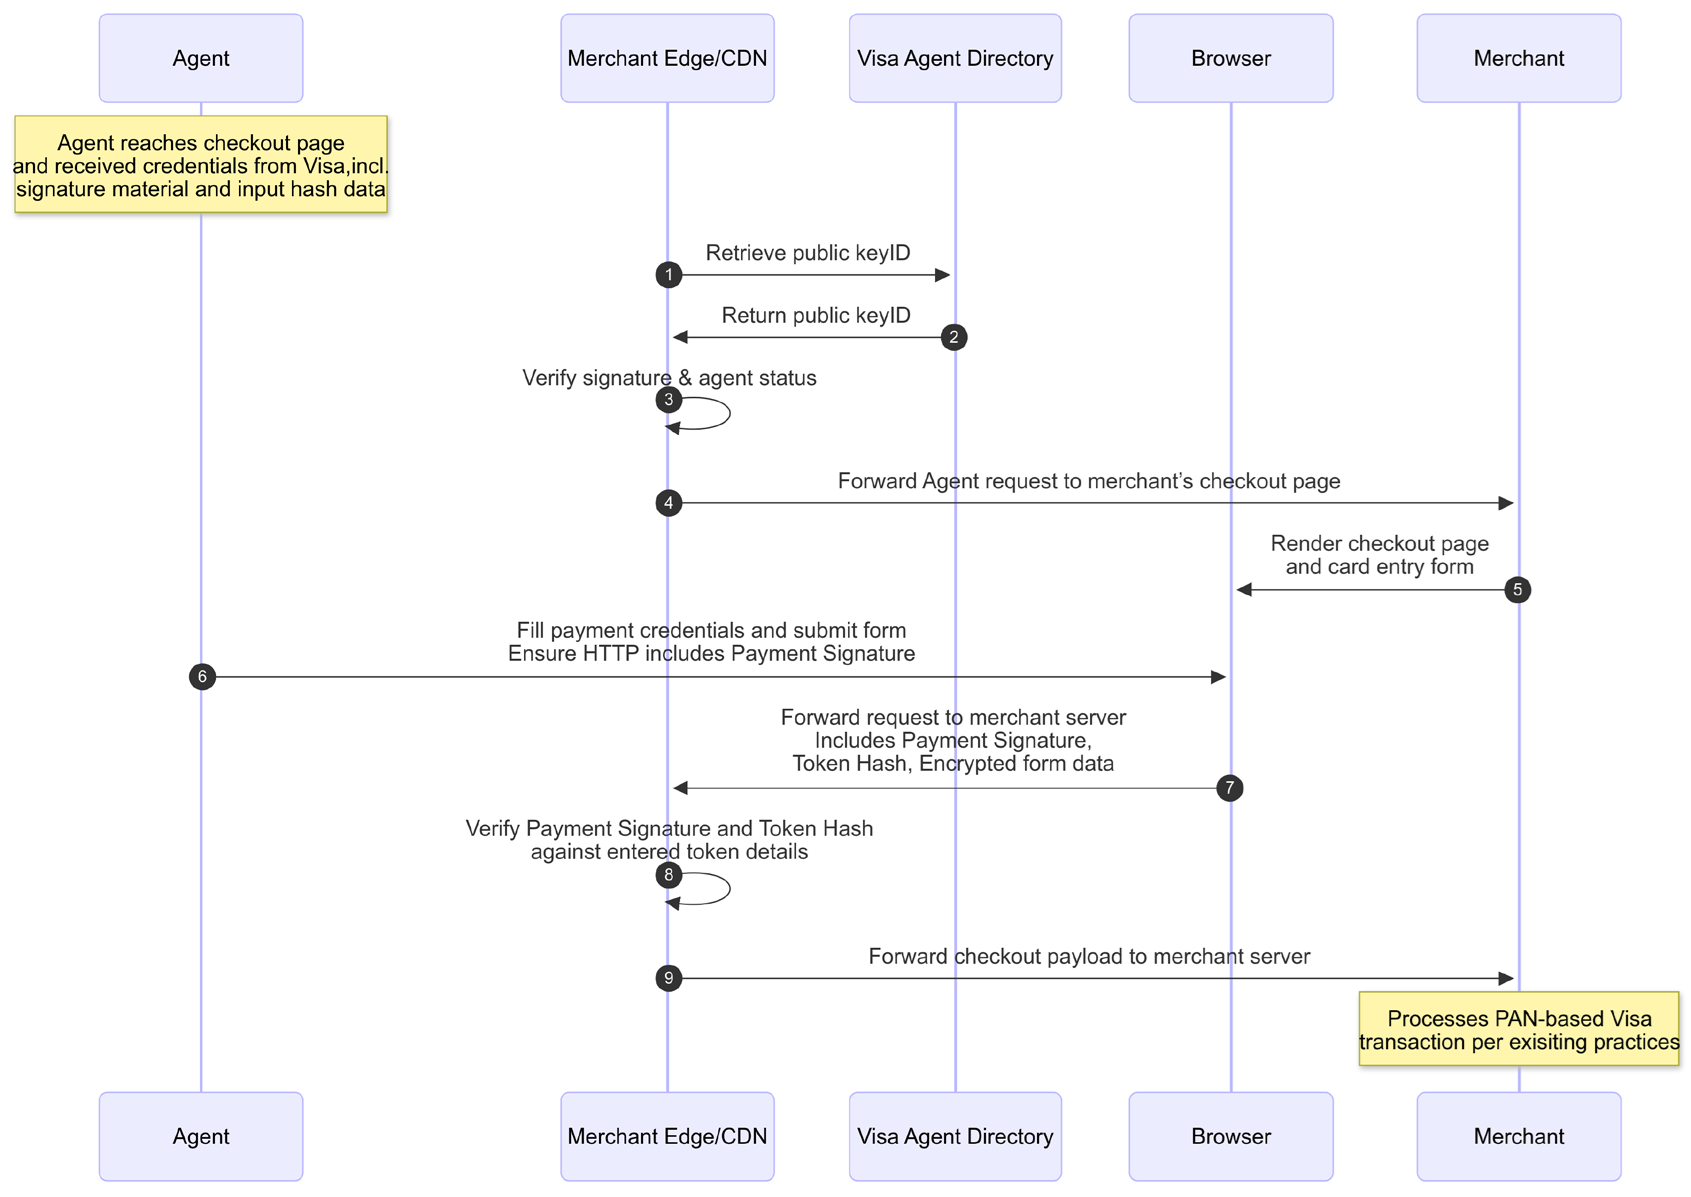 Agent
Merchant Edge/CDN
Visa Agent Directory
Browser
Merchant
Agent reaches checkout page
and received credentials from Visa,incl.
signature material and input hash data
Retrieve public keyID
1
Return public keyID
2
Verify signature & agent status
3
Forward Agent request to merchant’s checkout page
4
Render checkout page
and card entry form
5
Fill payment credentials and submit form
Ensure HTTP includes Payment Signature
6
Forward request to merchant server
Includes Payment Signature,
Token Hash, Encrypted form data
7
Verify Payment Signature and Token Hash
against entered token details
8
Forward checkout payload to merchant server
9
Processes PAN-based Visa
transaction per exisiting practices
Agent
Merchant Edge/CDN
Visa Agent Directory
Browser
Merchant